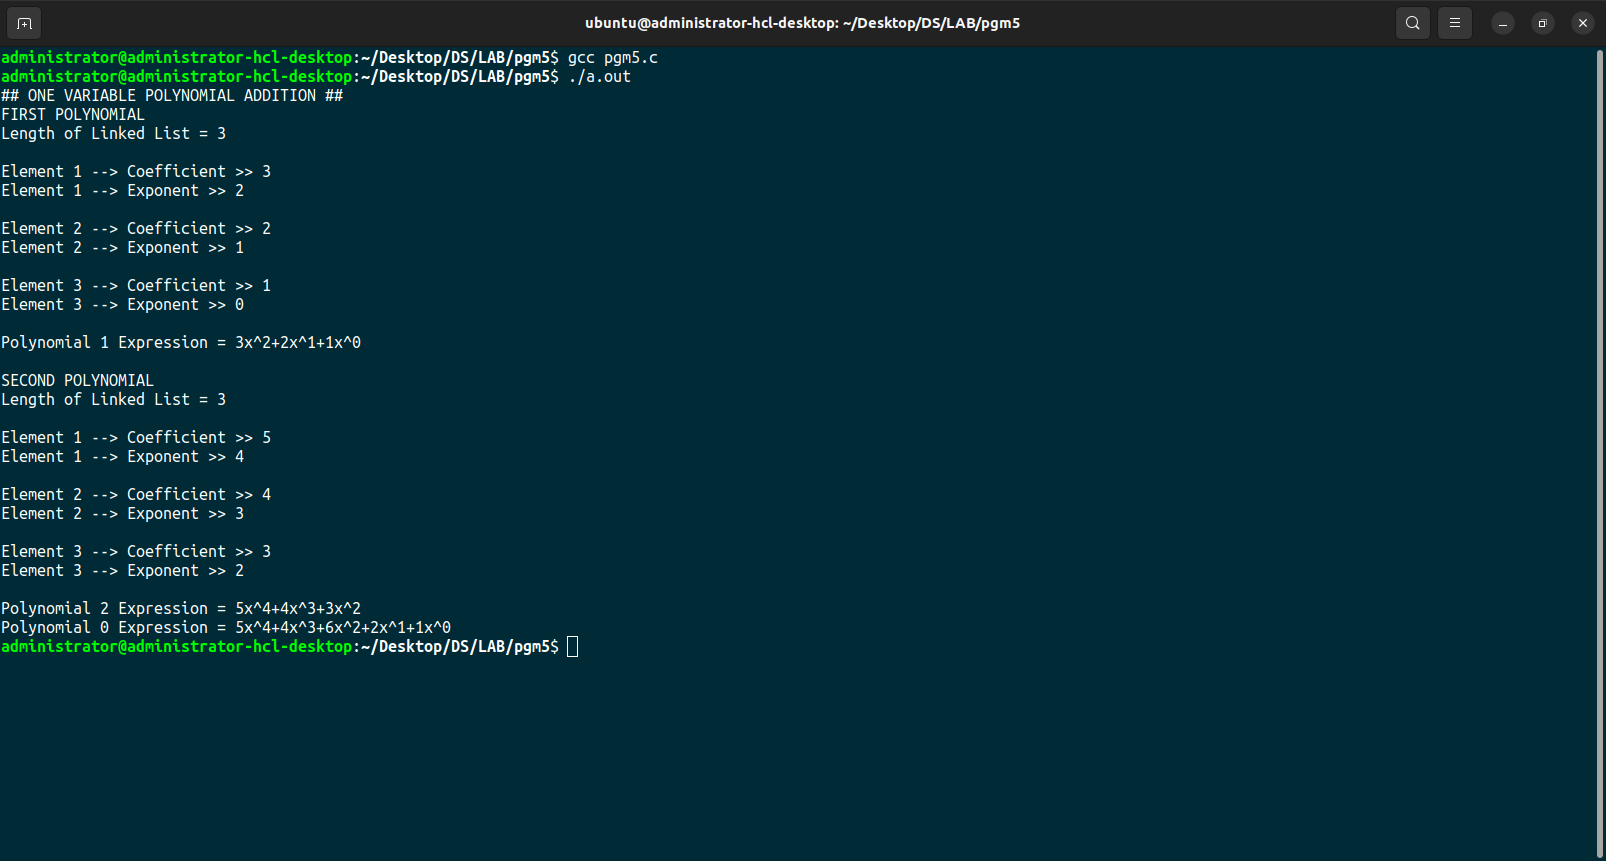 ubuntu@administrator-hcl-desktop: ~/Desktop/DS/LAB/pgm5
administrator@administrator-hcl-desktop:~/Desktop/DS/LAB/pgm5$ gcc pgm5.c
administrator@administrator-hcl-desktop:~/Desktop/DS/LAB/pgm5$ ./a.out
## ONE VARIABLE POLYNOMIAL ADDITION ##
FIRST POLYNOMIAL
Length of Linked List = 3
Element 1 --> Coefficient >> 3
Element 1 --> Exponent >> 2
Element 2 --> Coefficient >> 2
Element 2 --> Exponent >> 1
Element 3 --> Coefficient >> 1
Element 3 --> Exponent >> 0
Polynomial 1 Expression = 3x^2+2x^1+1x^0
SECOND POLYNOMIAL
Length of Linked List = 3
Element 1 --> Coefficient >> 5
Element 1 --> Exponent >> 4
Element 2 --> Coefficient >> 4
Element 2 --> Exponent >> 3
Element 3 --> Coefficient >> 3
Element 3 --> Exponent >> 2
Polynomial 2 Expression = 5x^4+4x^3+3x^2
Polynomial 0 Expression = 5x^4+4x^3+6x^2+2x^1+1x^0
administrator@administrator-hcl-desktop:~/Desktop/DS/LAB/pgm5$